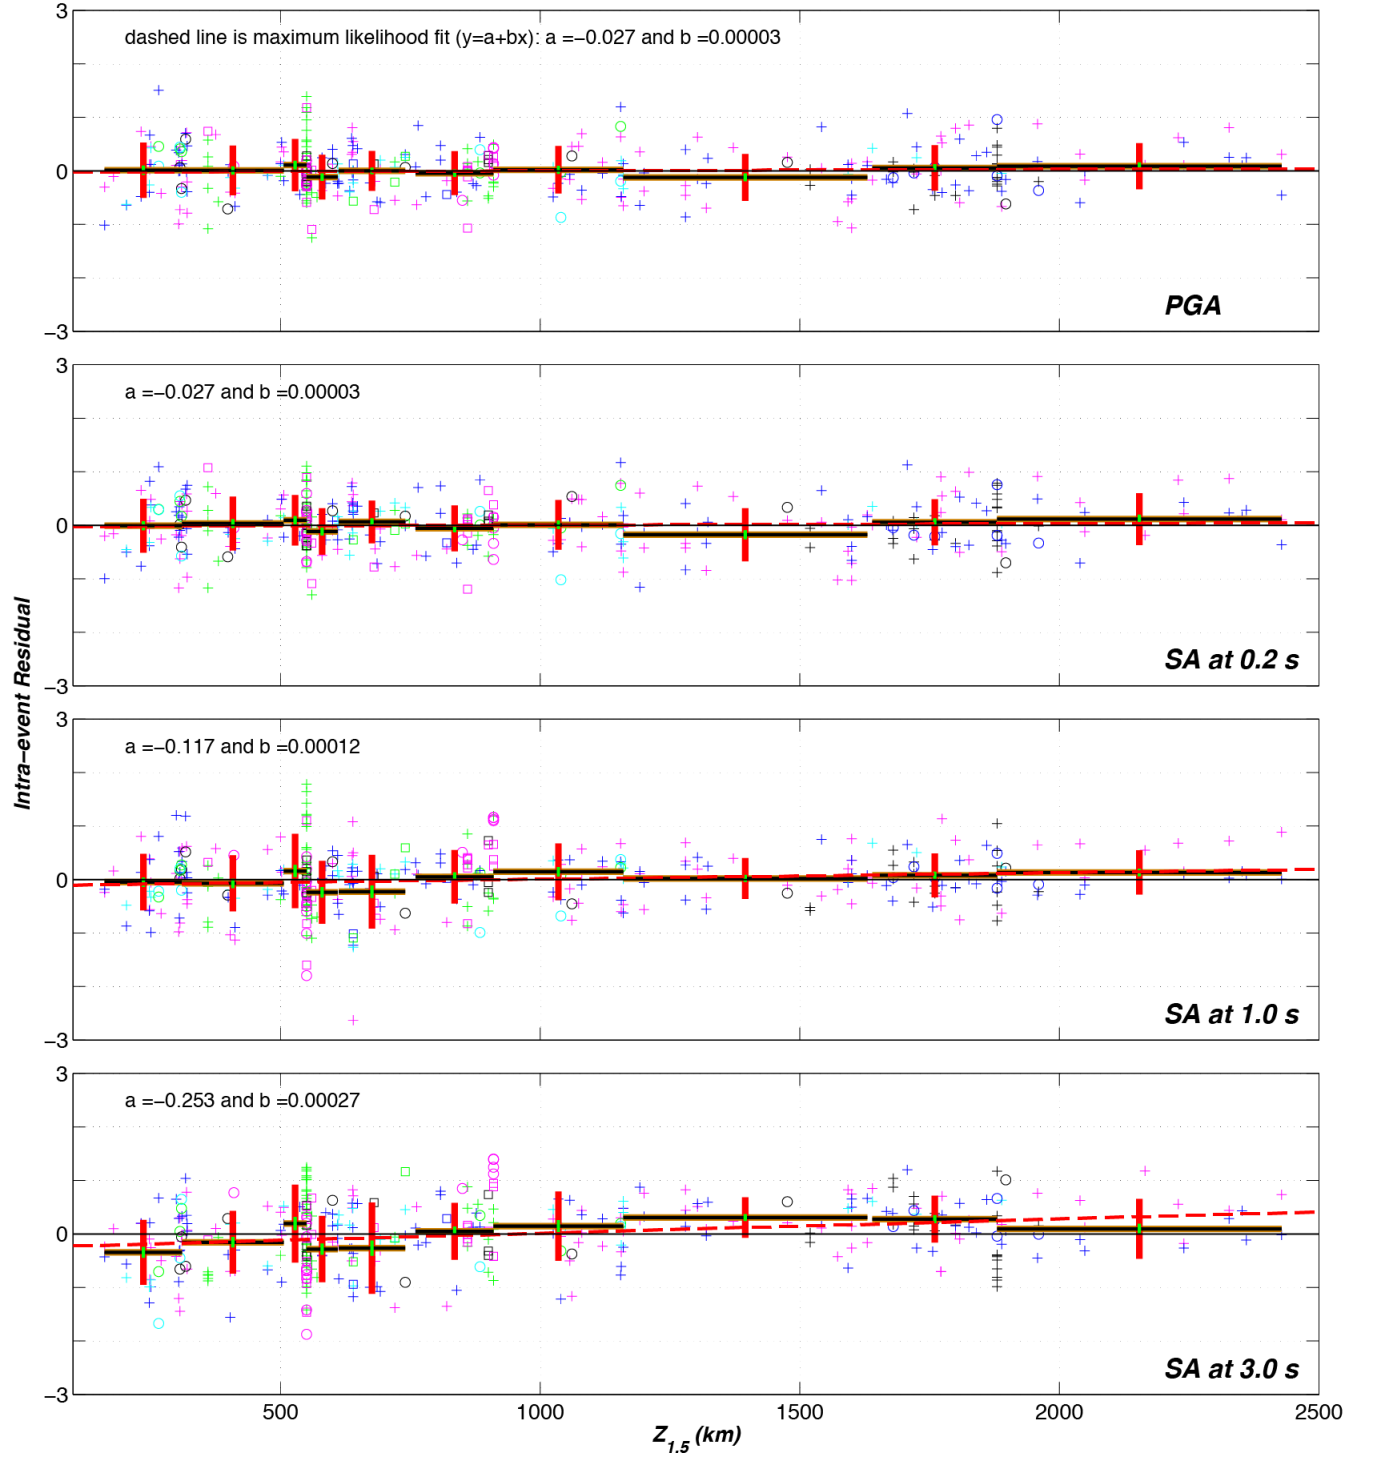 3
dashed line is maximum likelihood fit (y=a+bx): a =−0.027 and b =0.00003
0
PGA
−3
3
a =−0.027 and b =0.00003
0
SA at 0.2 s
−3
Intra−event Residual
3
a =−0.117 and b =0.00012
0
SA at 1.0 s
−3
3
a =−0.253 and b =0.00027
0
SA at 3.0 s
−3
500 1000 1500 2000 2500
Z1.5 (km)